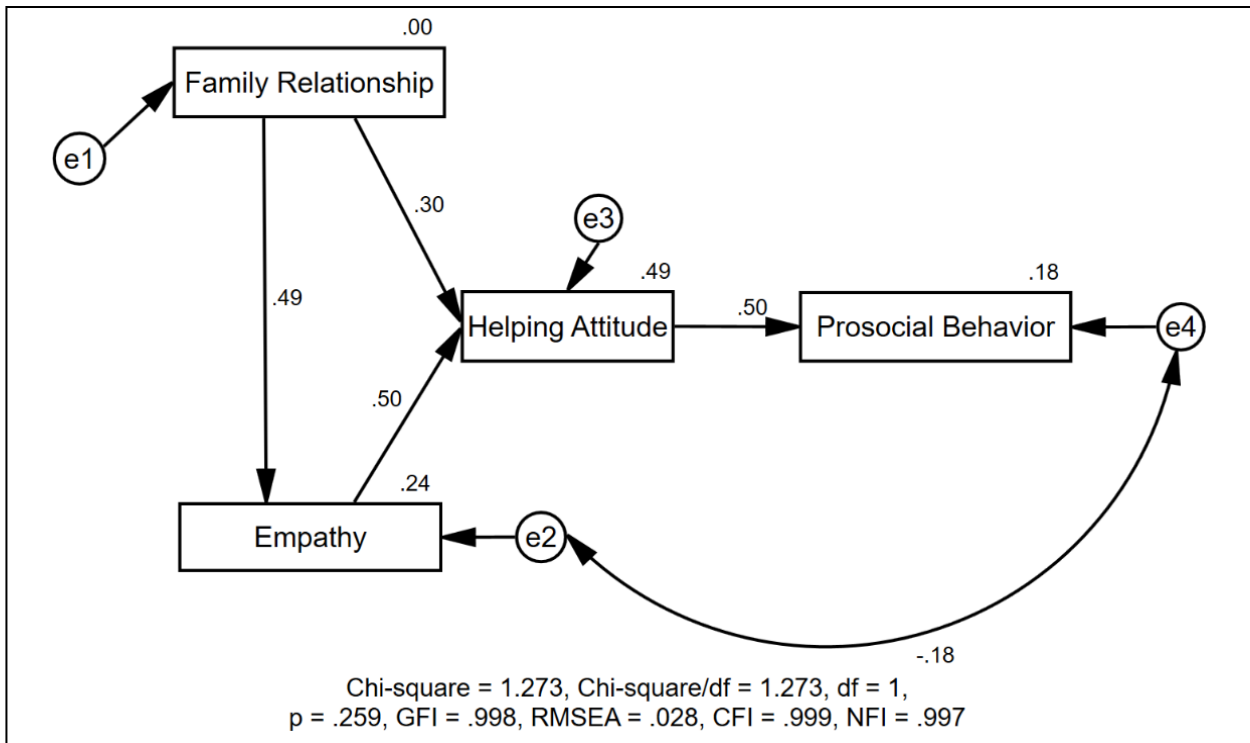 .00
Family Relationship
e1
.30
e3
.49
.49
Helping Attitude
.50
.18
Prosocial Behavior
e4
.50
.24
Empathy
e2
-.18
Chi-square = 1.273, Chi-square/df = 1.273, df = 1,
p = .259, GFI = .998, RMSEA = .028, CFI = .999, NFI = .997